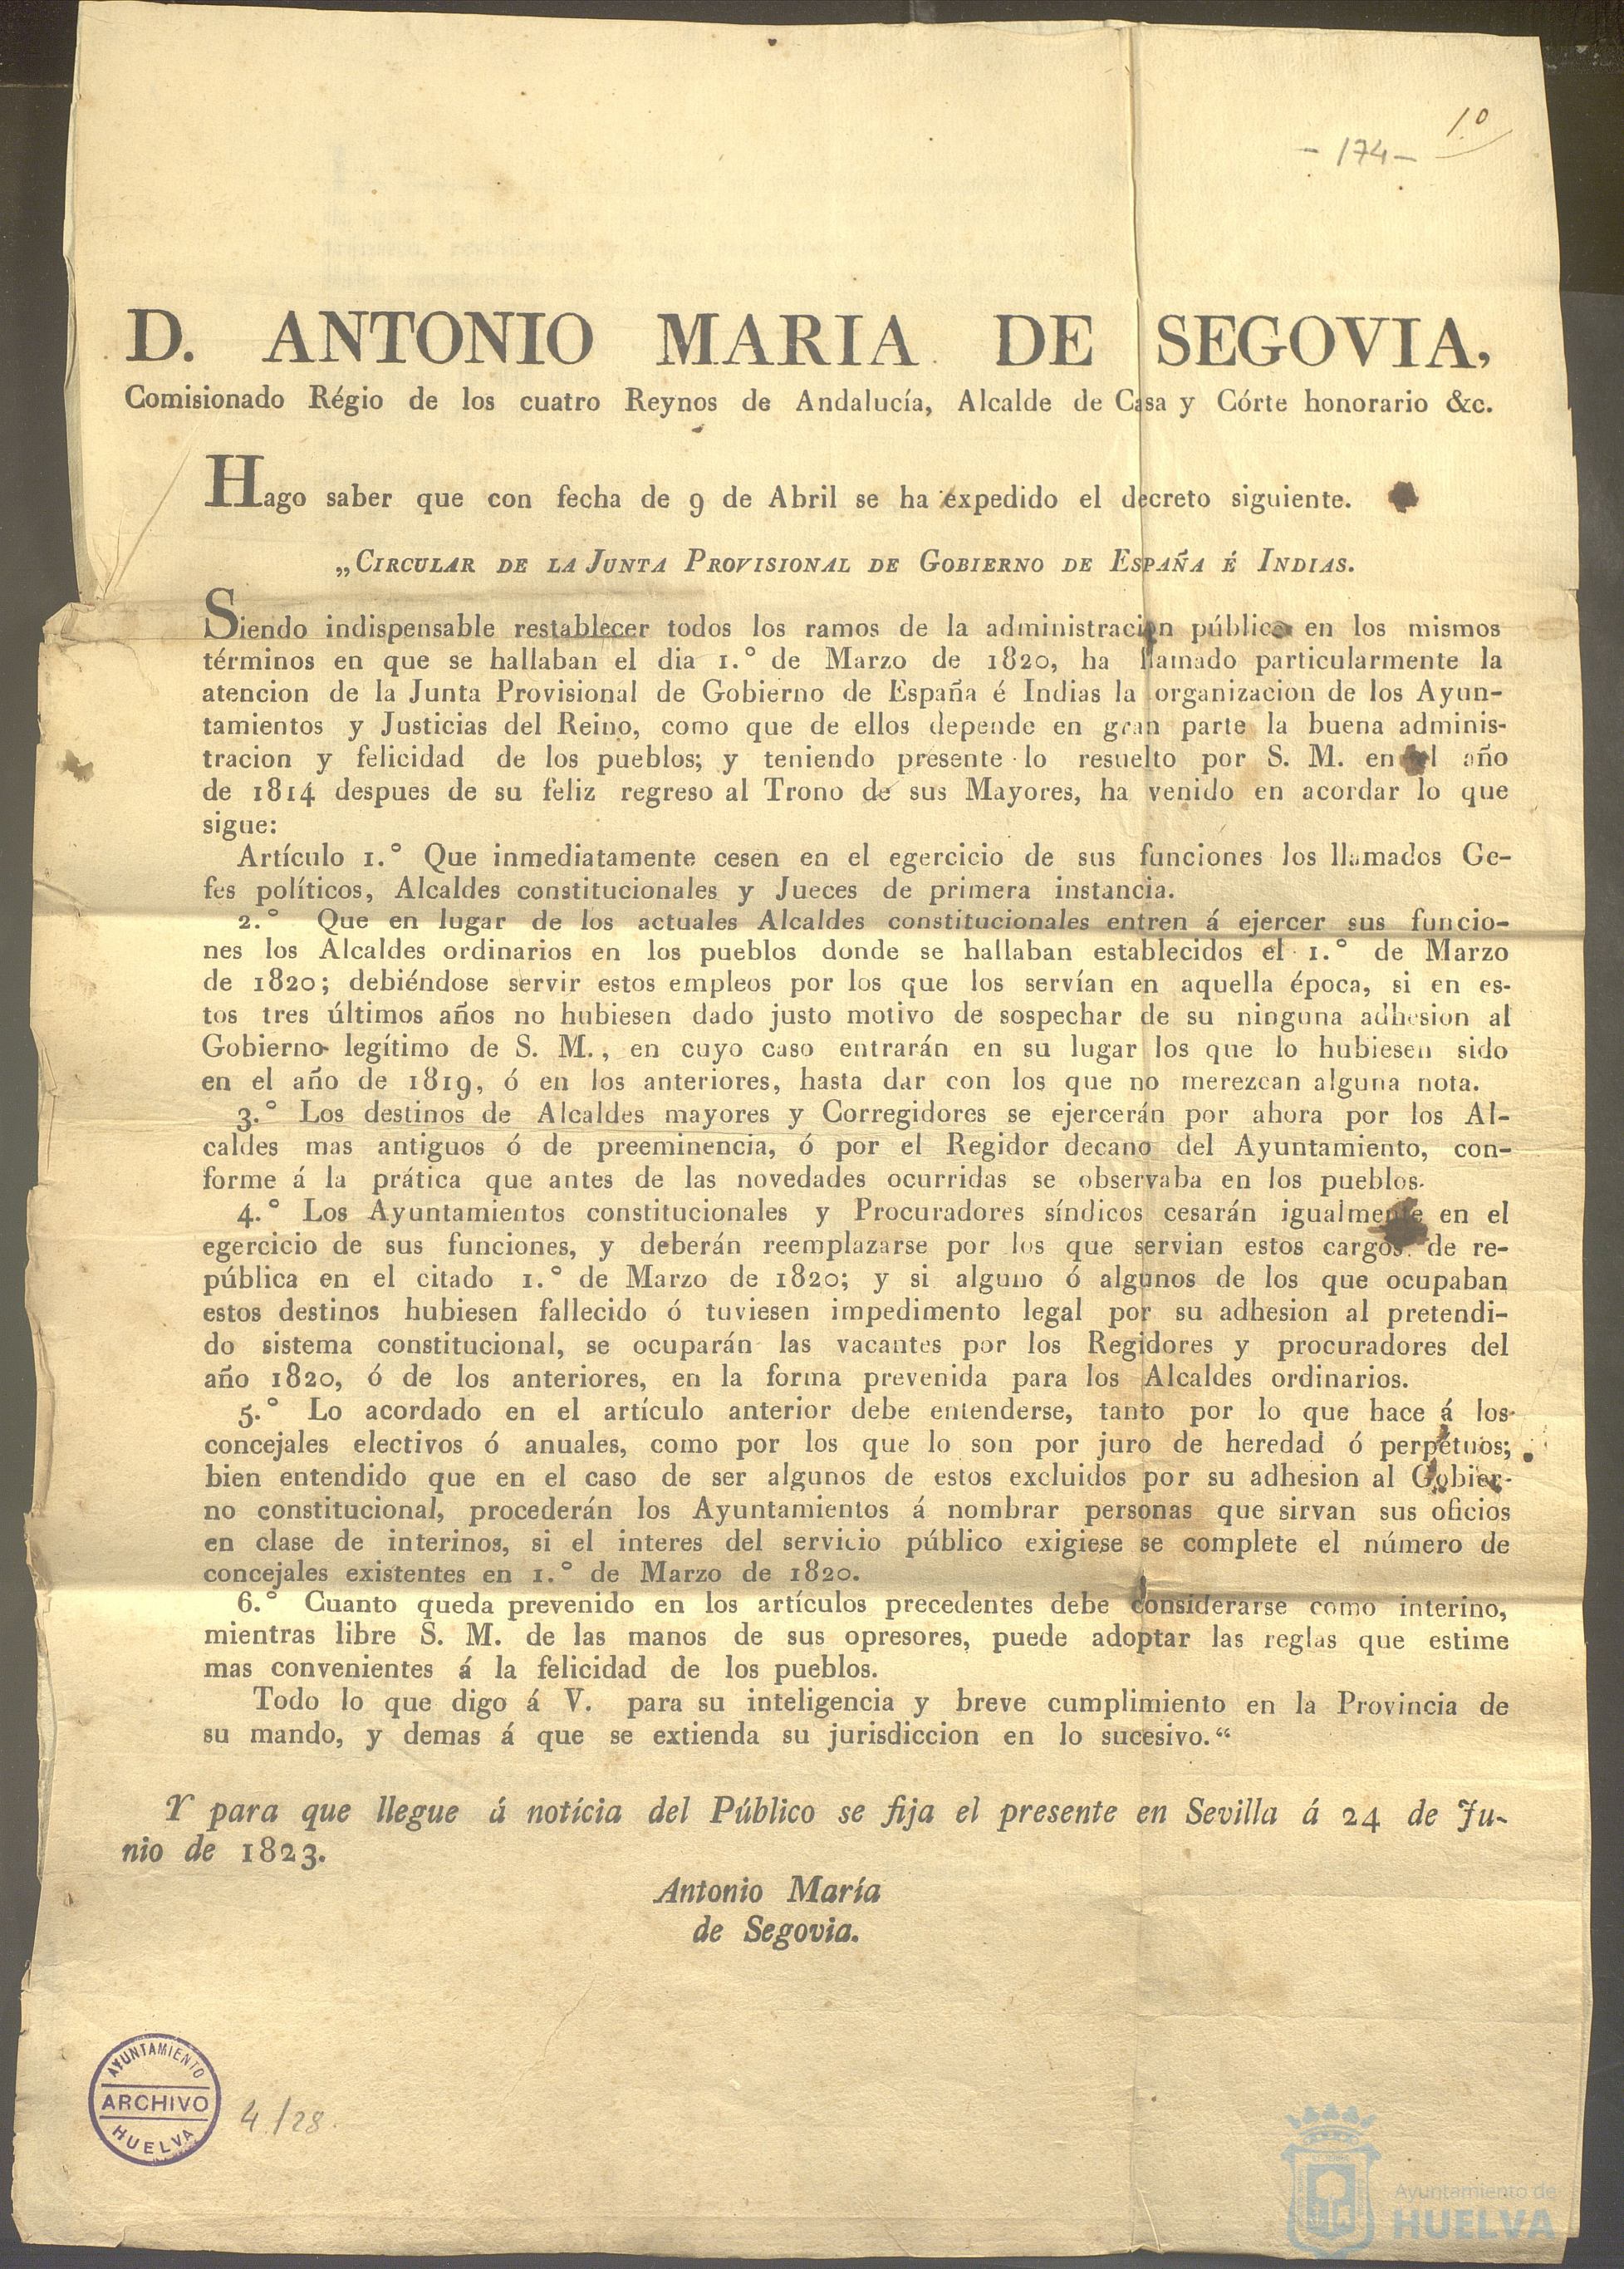 1.º
- 174 -
D. ANTONIO MARIA DE SEGOVIA,
Comisionado Régio de los cuatro Reynos de Andalucía, Alcalde de Casa y Córte honorario &c.
Hago saber que con fecha de 9 de Abril se ha expedido el decreto siguiente.
„CIRCULAR DE LA JUNTA PROVISIONAL DE GOBIERNO DE ESPAÑA É INDIAS.
Siendo indispensable restablecer todos los ramos de la administracion pública en los mismos
términos en que se hallaban el dia 1.º de Marzo de 1820, ha llamado particularmente la
atencion de la Junta Provisional de Gobierno de España é Indias la organizacion de los Ayun-
tamientos y Justicias del Reino, como que de ellos depende en gran parte la buena adminis-
tracion y felicidad de los pueblos; y teniendo presente lo resuelto por S. M. en el año
de 1814 despues de su feliz regreso al Trono de sus Mayores, ha venido en acordar lo que
sigue:
Artículo 1.º Que inmediatamente cesen en el egercicio de sus funciones los llamados Ge-
fes políticos, Alcaldes constitucionales y Jueces de primera instancia.
2.º Que en lugar de los actuales Alcaldes constitucionales entren á ejercer sus funcio-
nes los Alcaldes ordinarios en los pueblos donde se hallaban establecidos el 1.º de Marzo
de 1820; debiéndose servir estos empleos por los que los servían en aquella época, si en es-
tos tres últimos años no hubiesen dado justo motivo de sospechar de su ninguna adhesion al
Gobierno legítimo de S. M., en cuyo caso entrarán en su lugar los que lo hubiesen sido
en el año de 1819, ó en los anteriores, hasta dar con los que no merezcan alguna nota.
3.º Los destinos de Alcaldes mayores y Corregidores se ejercerán por ahora por los Al-
caldes mas antiguos ó de preeminencia, ó por el Regidor decano del Ayuntamiento, con-
forme á la prática que antes de las novedades ocurridas se observaba en los pueblos.
4.º Los Ayuntamientos constitucionales y Procuradores síndicos cesarán igualmente en el
egercicio de sus funciones, y deberán reemplazarse por los que servian estos cargos de re-
pública en el citado 1.º de Marzo de 1820; y si alguno ó algunos de los que ocupaban
estos destinos hubiesen fallecido ó tuviesen impedimento legal por su adhesion al pretendi-
do sistema constitucional, se ocuparán las vacantes por los Regidores y procuradores del
año 1820, ó de los anteriores, en la forma prevenida para los Alcaldes ordinarios.
5.º Lo acordado en el artículo anterior debe entenderse, tanto por lo que hace á los
concejales electivos ó anuales, como por los que lo son por juro de heredad ó perpétuos;
bien entendido que en el caso de ser algunos de estos excluidos por su adhesion al Gobier-
no constitucional, procederán los Ayuntamientos á nombrar personas que sirvan sus oficios
en clase de interinos, si el interes del servicio público exigiese se complete el número de
concejales existentes en 1.º de Marzo de 1820.
6.º Cuanto queda prevenido en los artículos precedentes debe considerarse como interino,
mientras libre S. M. de las manos de sus opresores, puede adoptar las reglas que estime
mas convenientes á la felicidad de los pueblos.
Todo lo que digo á V. para su inteligencia y breve cumplimiento en la Provincia de
su mando, y demas á que se extienda su jurisdiccion en lo sucesivo.“
Y para que llegue á notícia del Público se fija el presente en Sevilla á 24 de Ju-
nio de 1823.
Antonio María
de Segovia.
AYUNTAMIENTO
ARCHIVO
HUELVA
4/28.
Ayuntamiento de
HUELVA